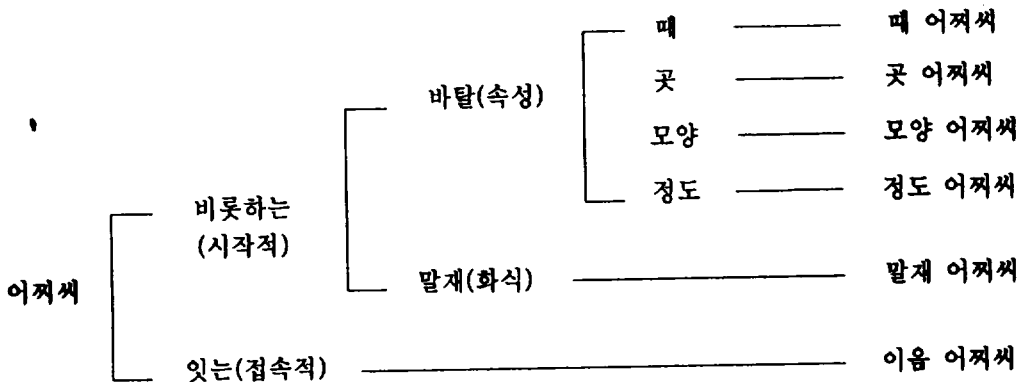 때 때 어찌씨
바탈(속성) 곳 곳 어찌씨
모양 모양 어찌씨
비롯하는 정도 정도 어찌씨
(시작적)
어찌씨 말재(화식) 말재 어찌씨
잇는(접속적) 이음 어찌씨